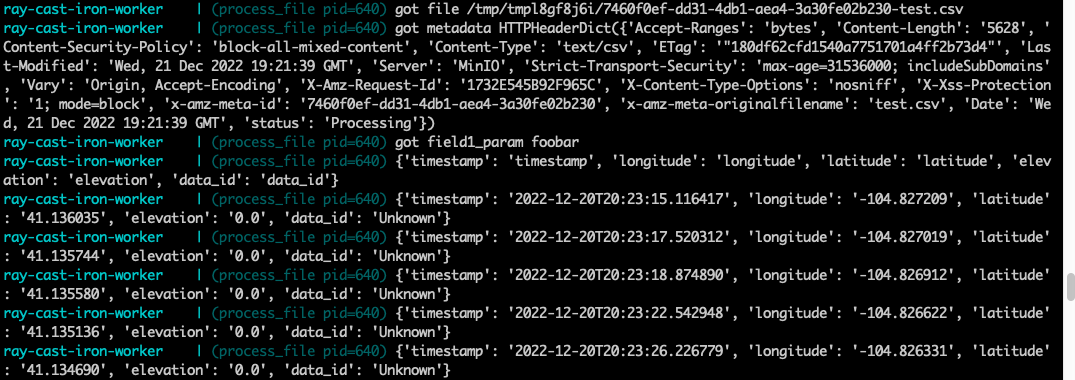 ray-cast-iron-worker    | (process_file pid=640) got file /tmp/tmpl8gf8j6i/7460f0ef-dd31-4db1-aea4-3a30fe02b230-test.csv
ray-cast-iron-worker    | (process_file pid=640) got metadata HTTPHeaderDict({'Accept-Ranges': 'bytes', 'Content-Length': '5628', '
Content-Security-Policy': 'block-all-mixed-content', 'Content-Type': 'text/csv', 'ETag': '"180df62cfd1540a7751701a4ff2b73d4"', 'Las
t-Modified': 'Wed, 21 Dec 2022 19:21:39 GMT', 'Server': 'MinIO', 'Strict-Transport-Security': 'max-age=31536000; includeSubDomains'
, 'Vary': 'Origin, Accept-Encoding', 'X-Amz-Request-Id': '1732E545B92F965C', 'X-Content-Type-Options': 'nosniff', 'X-Xss-Protection
': '1; mode=block', 'x-amz-meta-id': '7460f0ef-dd31-4db1-aea4-3a30fe02b230', 'x-amz-meta-originalfilename': 'test.csv', 'Date': 'We
d, 21 Dec 2022 19:21:39 GMT', 'status': 'Processing'})
ray-cast-iron-worker    | (process_file pid=640) got field1_param foobar
ray-cast-iron-worker    | (process_file pid=640) {'timestamp': 'timestamp', 'longitude': 'longitude', 'latitude': 'latitude', 'elev
ation': 'elevation', 'data_id': 'data_id'}
ray-cast-iron-worker    | (process_file pid=640) {'timestamp': '2022-12-20T20:23:15.116417', 'longitude': '-104.827209', 'latitude'
: '41.136035', 'elevation': '0.0', 'data_id': 'Unknown'}
ray-cast-iron-worker    | (process_file pid=640) {'timestamp': '2022-12-20T20:23:17.520312', 'longitude': '-104.827019', 'latitude'
: '41.135744', 'elevation': '0.0', 'data_id': 'Unknown'}
ray-cast-iron-worker    | (process_file pid=640) {'timestamp': '2022-12-20T20:23:18.874890', 'longitude': '-104.826912', 'latitude'
: '41.135580', 'elevation': '0.0', 'data_id': 'Unknown'}
ray-cast-iron-worker    | (process_file pid=640) {'timestamp': '2022-12-20T20:23:22.542948', 'longitude': '-104.826622', 'latitude'
: '41.135136', 'elevation': '0.0', 'data_id': 'Unknown'}
ray-cast-iron-worker    | (process_file pid=640) {'timestamp': '2022-12-20T20:23:26.226779', 'longitude': '-104.826331', 'latitude'
: '41.134690', 'elevation': '0.0', 'data_id': 'Unknown'}